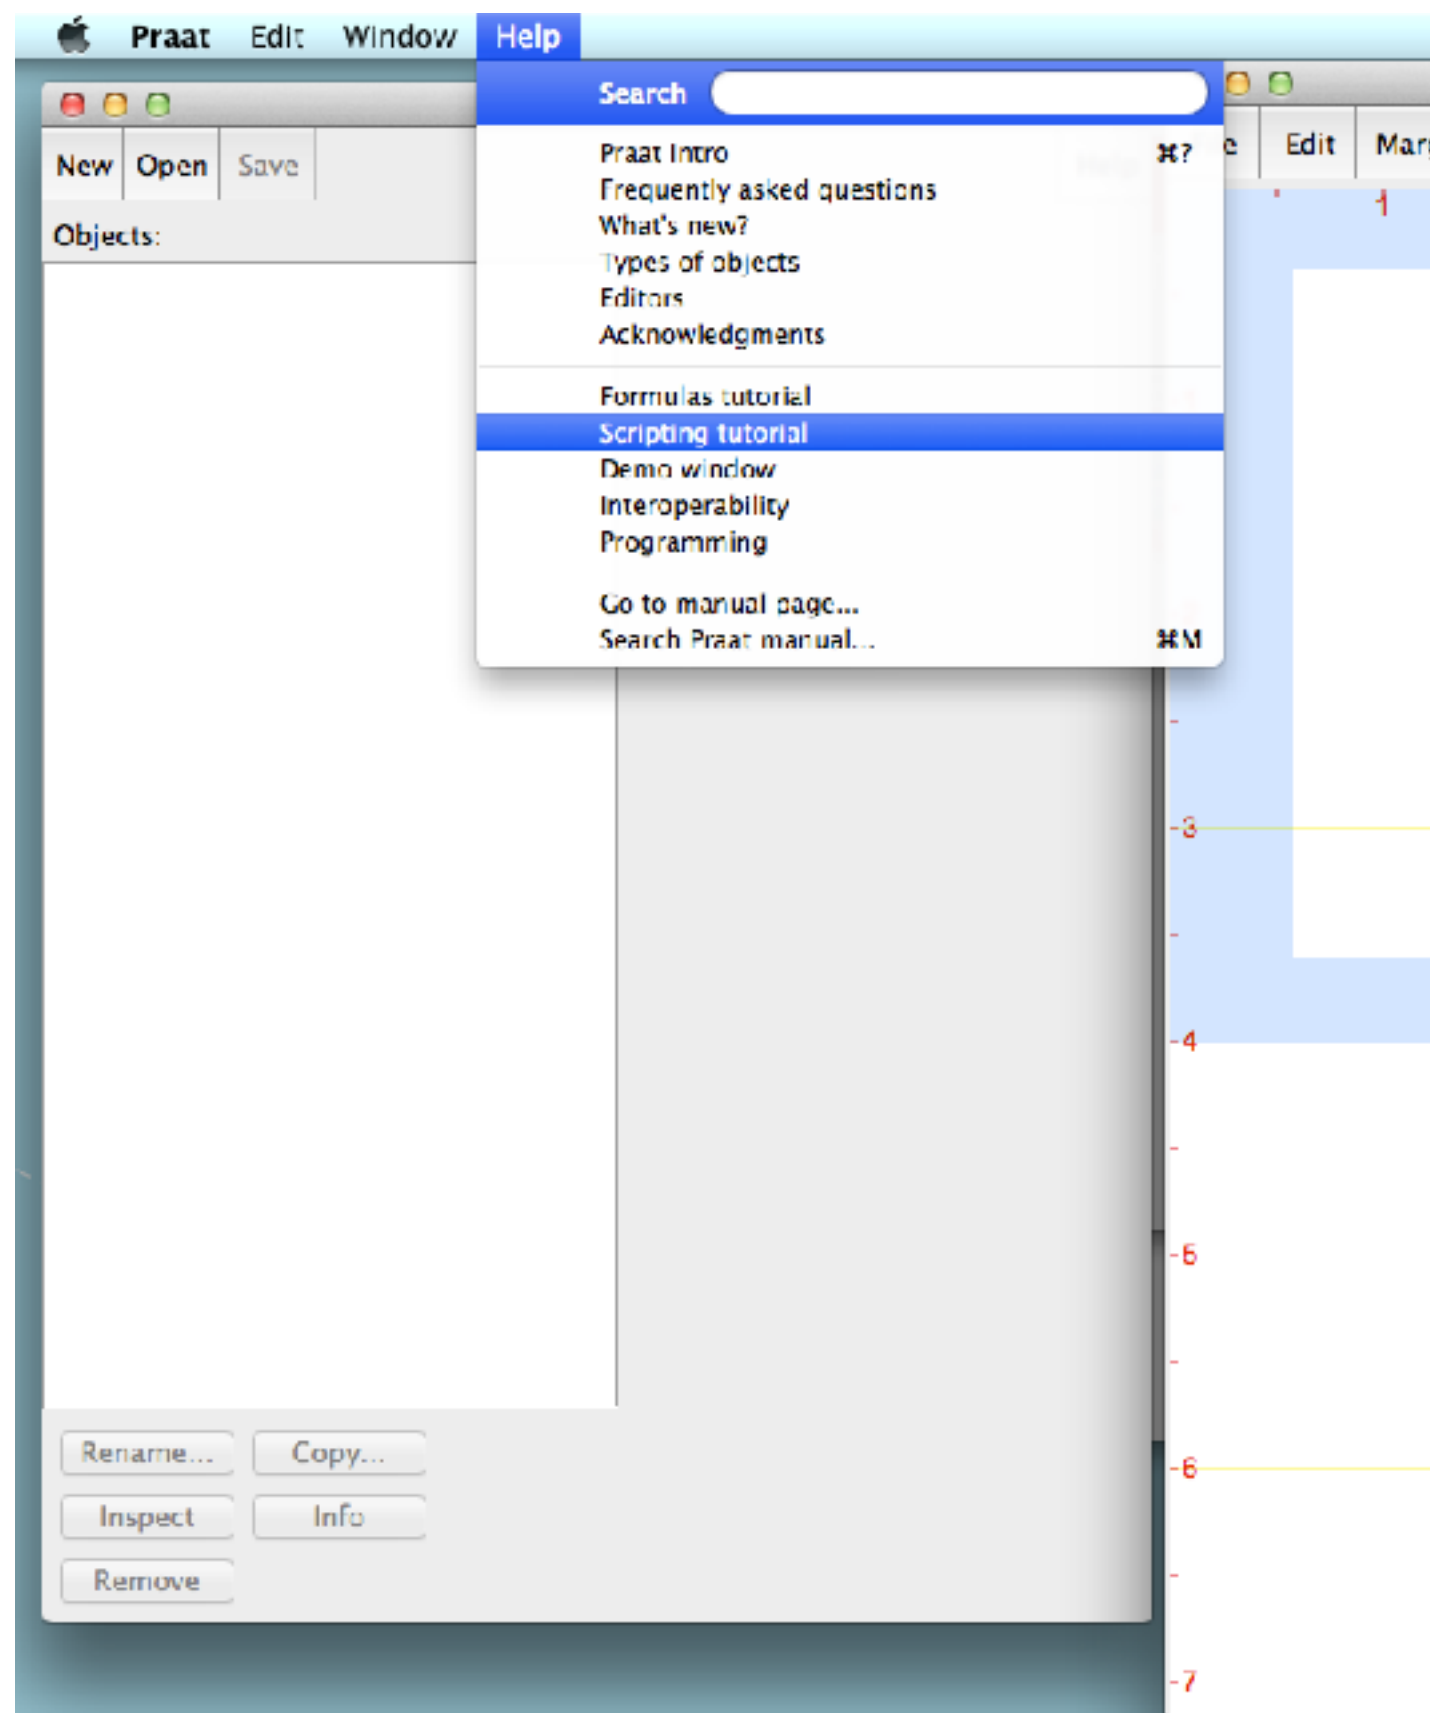 Praat Edit Window Help
Search
New Open Save
Objects:
Praat Intro ⌘?
Frequently asked questions
What's new?
Types of objects
Editors
Acknowledgments
Formulas tutorial
Scripting tutorial
Demo window
Interoperability
Programming
Go to manual page...
Search Praat manual... ⌘M
Rename... Copy...
Inspect Info
Remove
Edit Mar
1
-3
-4
-5
-6
-7